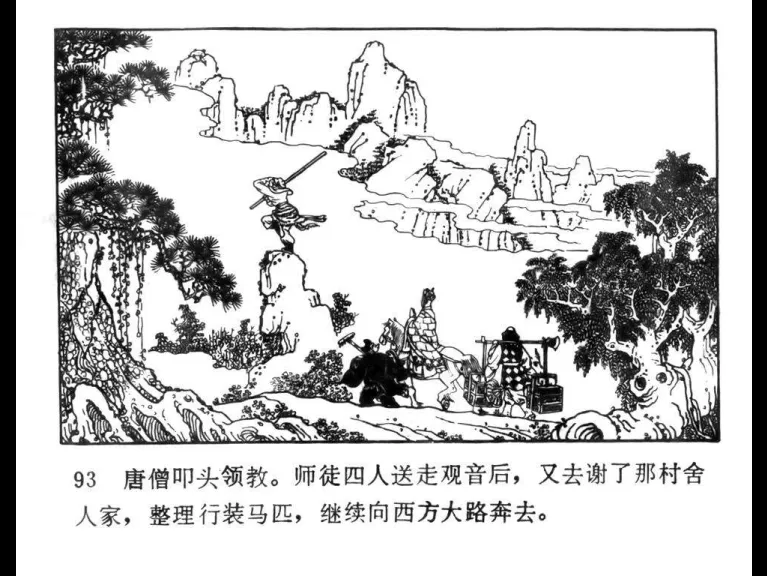 93 唐僧叩头领教。师徒四人送走观音后，又去谢了那村舍
人家，整理行装马匹，继续向西方大路奔去。